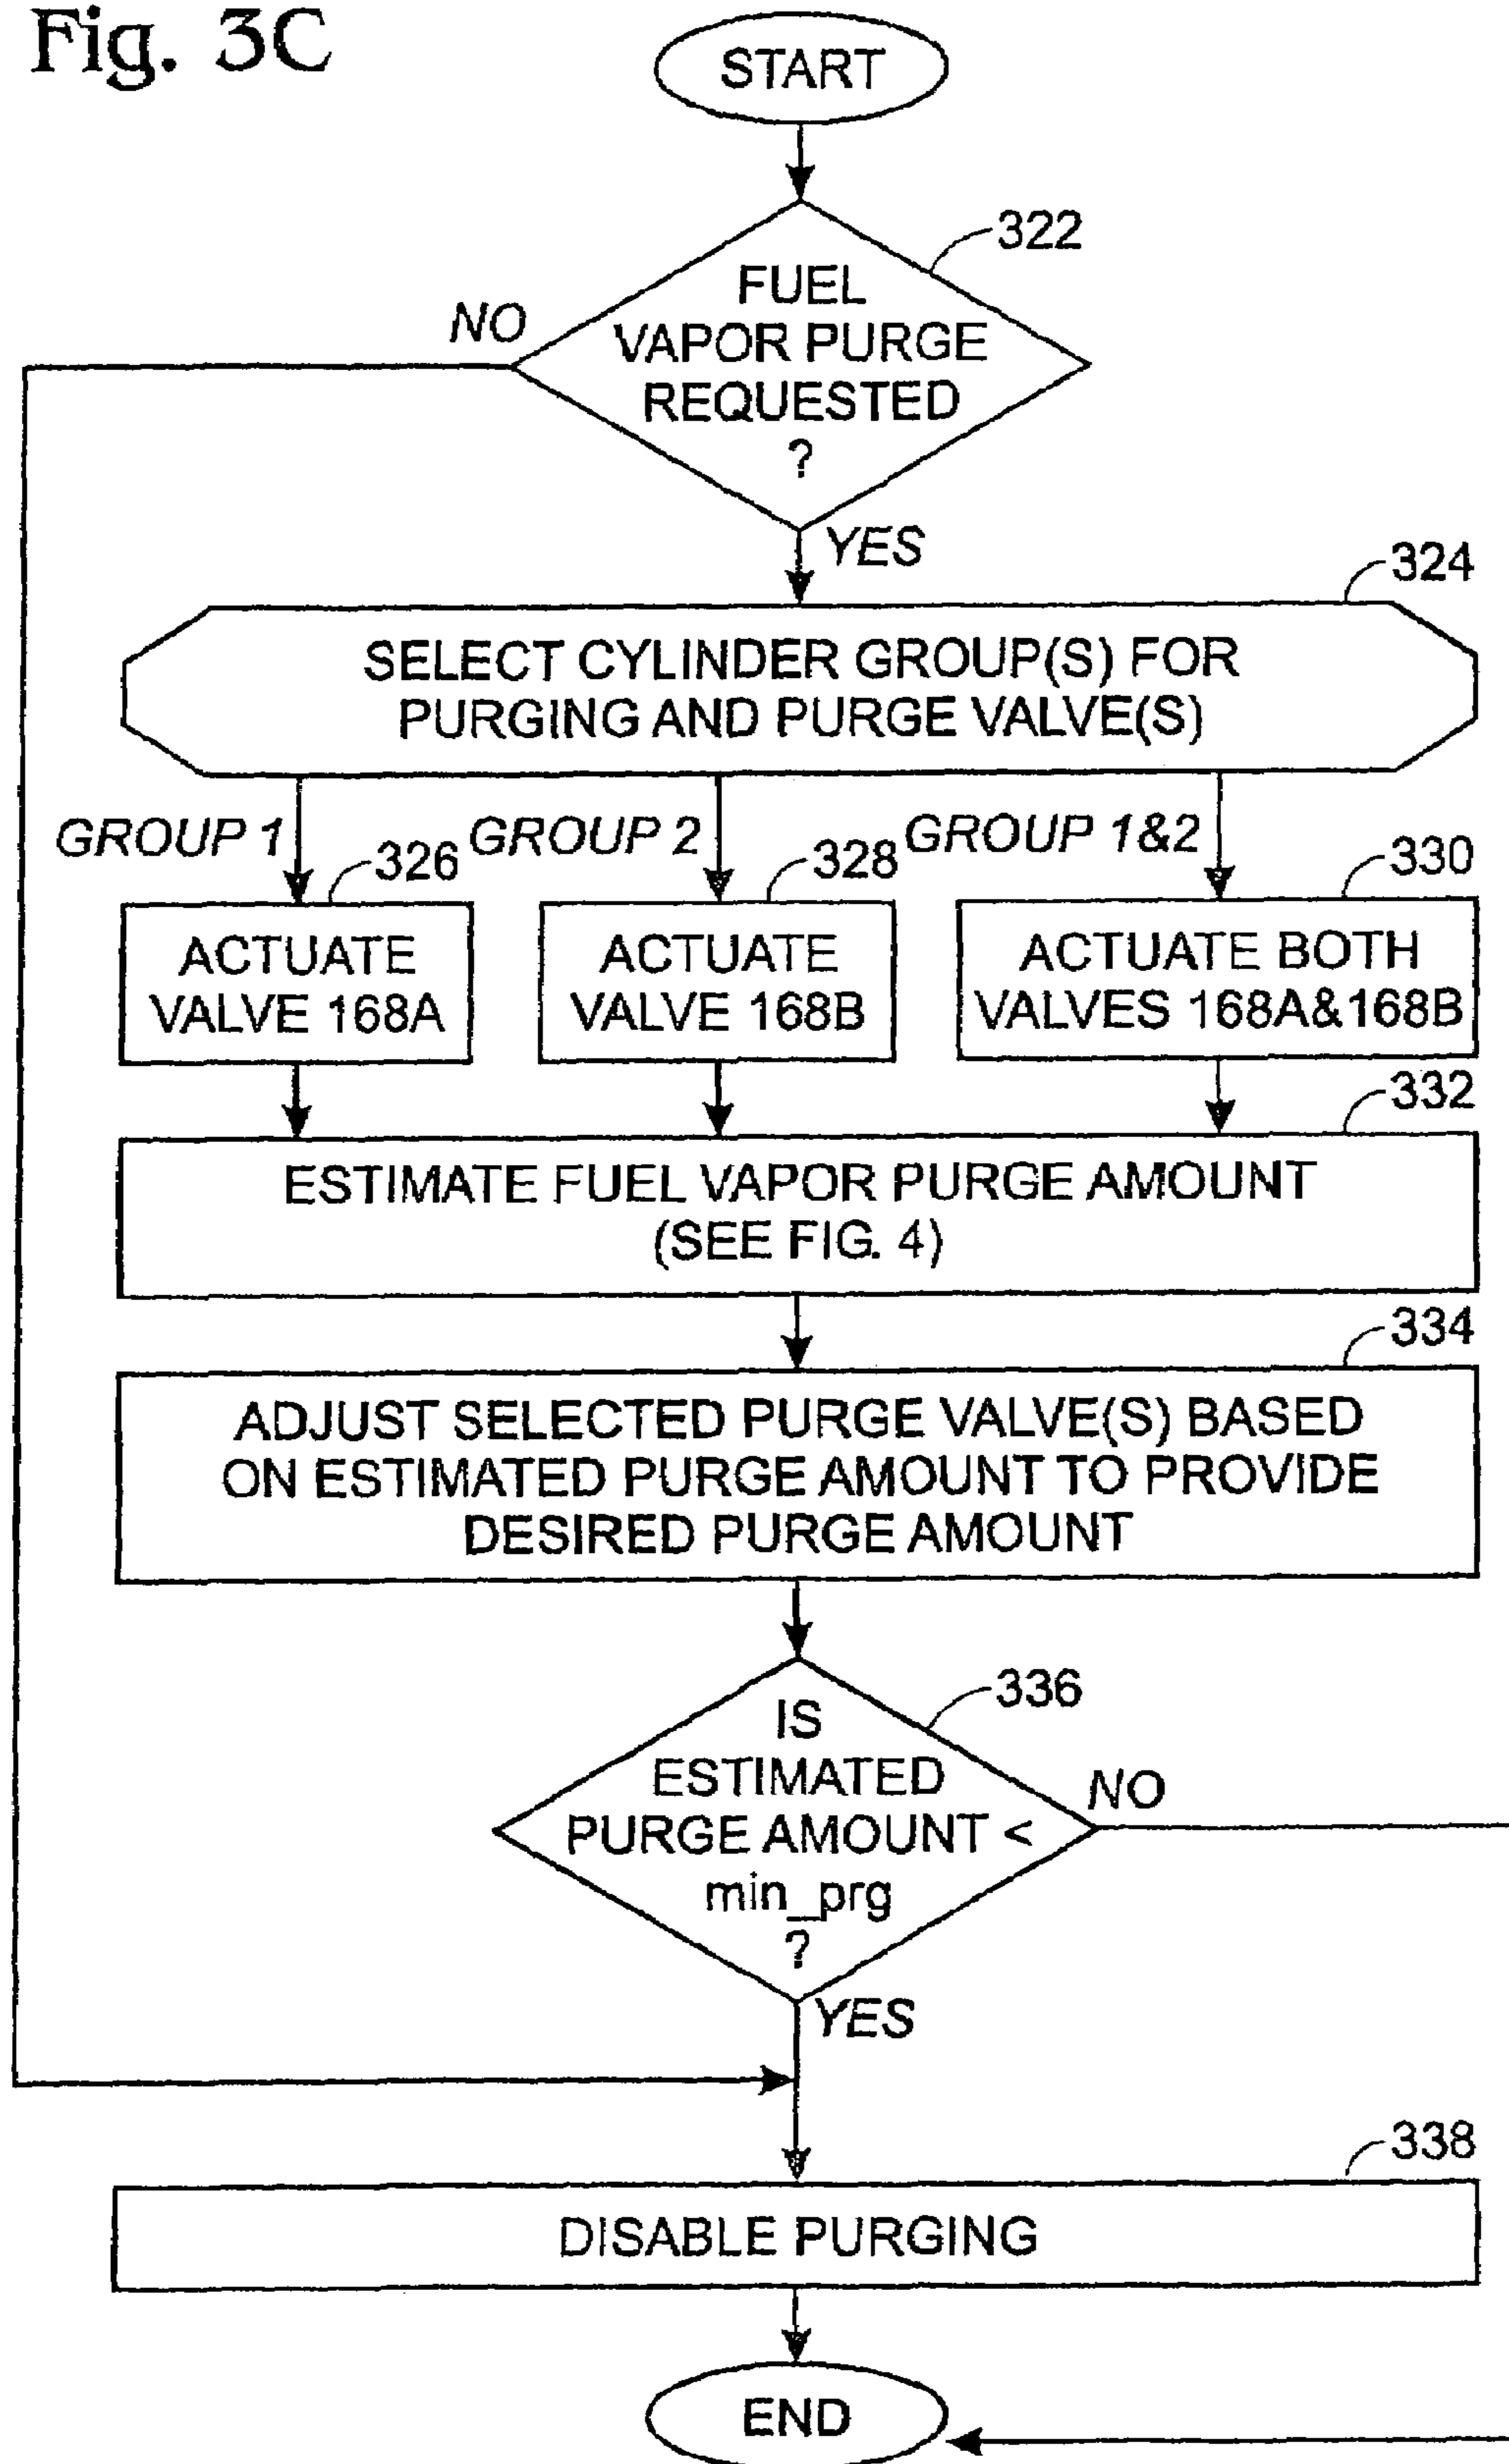 Fig. 3C
START
322
FUEL
VAPOR PURGE
REQUESTED
?
NO
YES
324
SELECT CYLINDER GROUP(S) FOR
PURGING AND PURGE VALVE(S)
GROUP 1
326
GROUP 2
328
GROUP 1&2
330
ACTUATE
VALVE 168A
ACTUATE
VALVE 168B
ACTUATE BOTH
VALVES 168A&168B
332
ESTIMATE FUEL VAPOR PURGE AMOUNT
(SEE FIG. 4)
334
ADJUST SELECTED PURGE VALVE(S) BASED
ON ESTIMATED PURGE AMOUNT TO PROVIDE
DESIRED PURGE AMOUNT
336
IS
ESTIMATED
PURGE AMOUNT <
min_prg
?
NO
YES
338
DISABLE PURGING
END